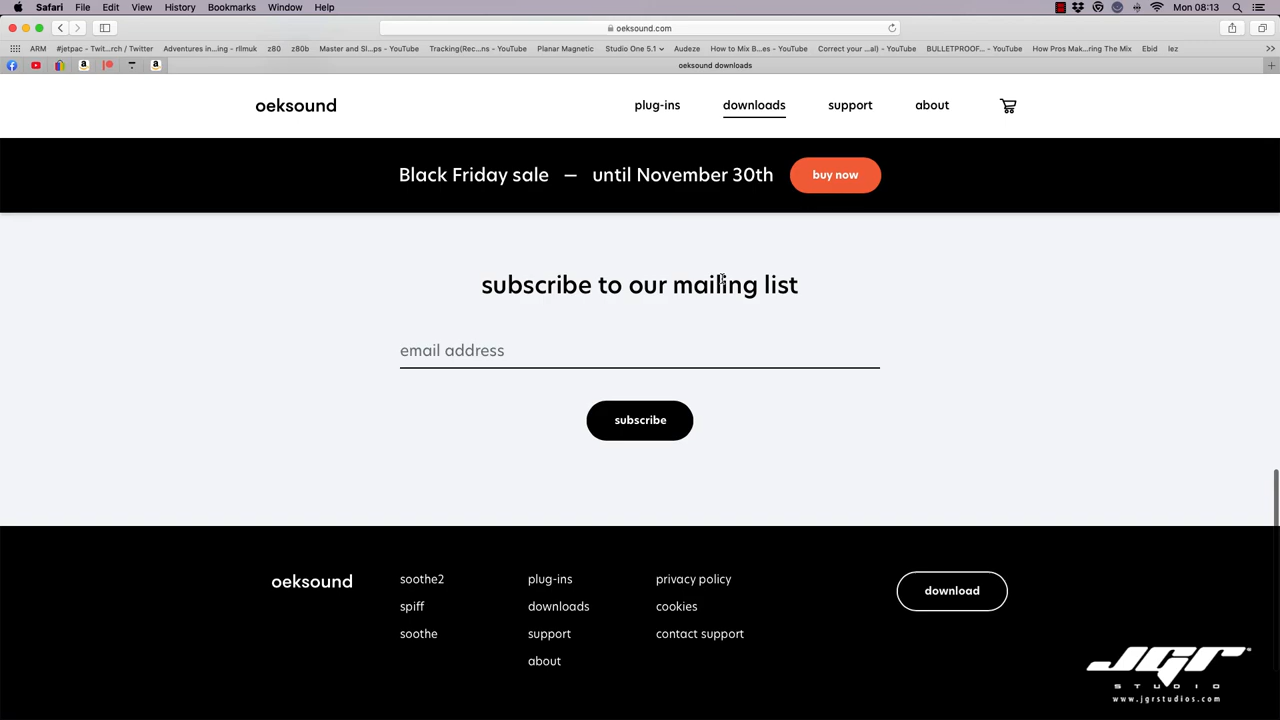 Safari File Edit View History Bookmarks Window Help Mon 08:13
oeksound.com
ARM #jetpac - Twit...rch / Twitter Adventures in...ing - rllmuk z80 z80b Master and Sl...ps - YouTube Tracking(Rec...ns - YouTube Planar Magnetic Studio One 5.1 Audeze How to Mix B...es - YouTube Correct your ...al) - YouTube BULLETPROOF... - YouTube How Pros Mak...ring The Mix Ebid lez
oeksound downloads
oeksound plug-ins downloads support about
Black Friday sale — until November 30th buy now
subscribe to our mailing list
email address
subscribe
oeksound soothe2 plug-ins privacy policy download
spiff downloads cookies
soothe support contact support
about
JGR
STUDIO
www.jgrstudios.com